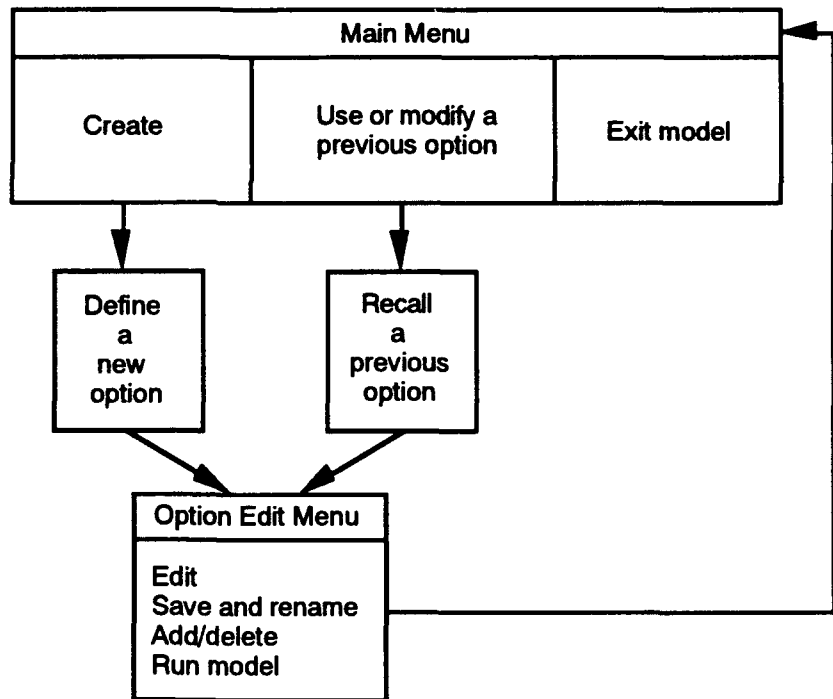 Main Menu
Create
Use or modify a
previous option
Exit model
Define
a
new
option
Recall
a
previous
option
Option Edit Menu
Edit
Save and rename
Add/delete
Run model